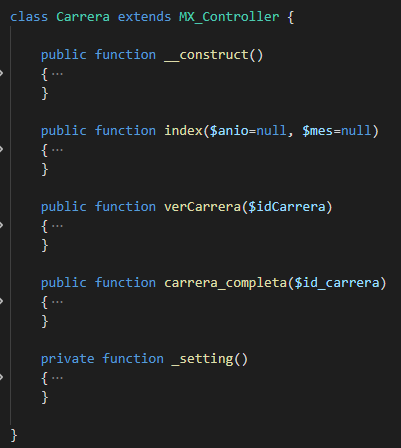 class Carrera extends MX_Controller {
public function __construct()
{ ···
}
public function index($anio=null, $mes=null)
{ ···
}
public function verCarrera($idCarrera)
{ ···
}
public function carrera_completa($id_carrera)
{ ···
}
private function _setting()
{ ···
}
}